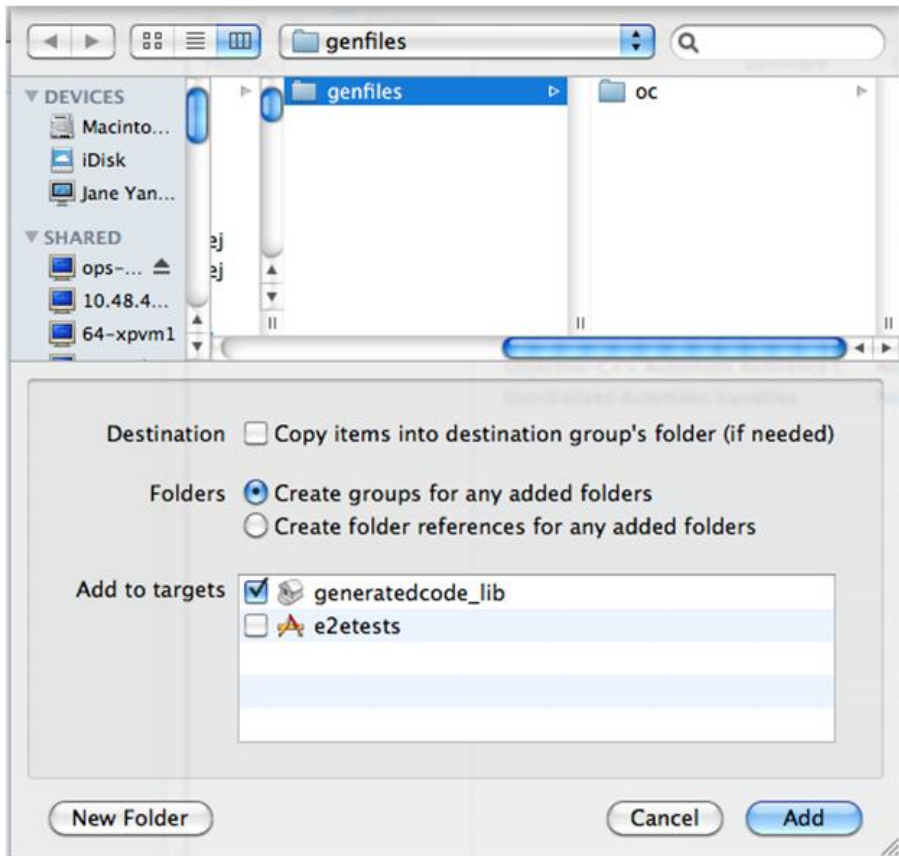 genfiles
DEVICES
Macinto...
iDisk
Jane Yan...
SHARED
ops-...
10.48.4...
64-xpvm1
ej
ej
genfiles
oc
Destination Copy items into destination group's folder (if needed)
Folders Create groups for any added folders
Create folder references for any added folders
Add to targets generatedcode_lib
e2etests
New Folder Cancel Add